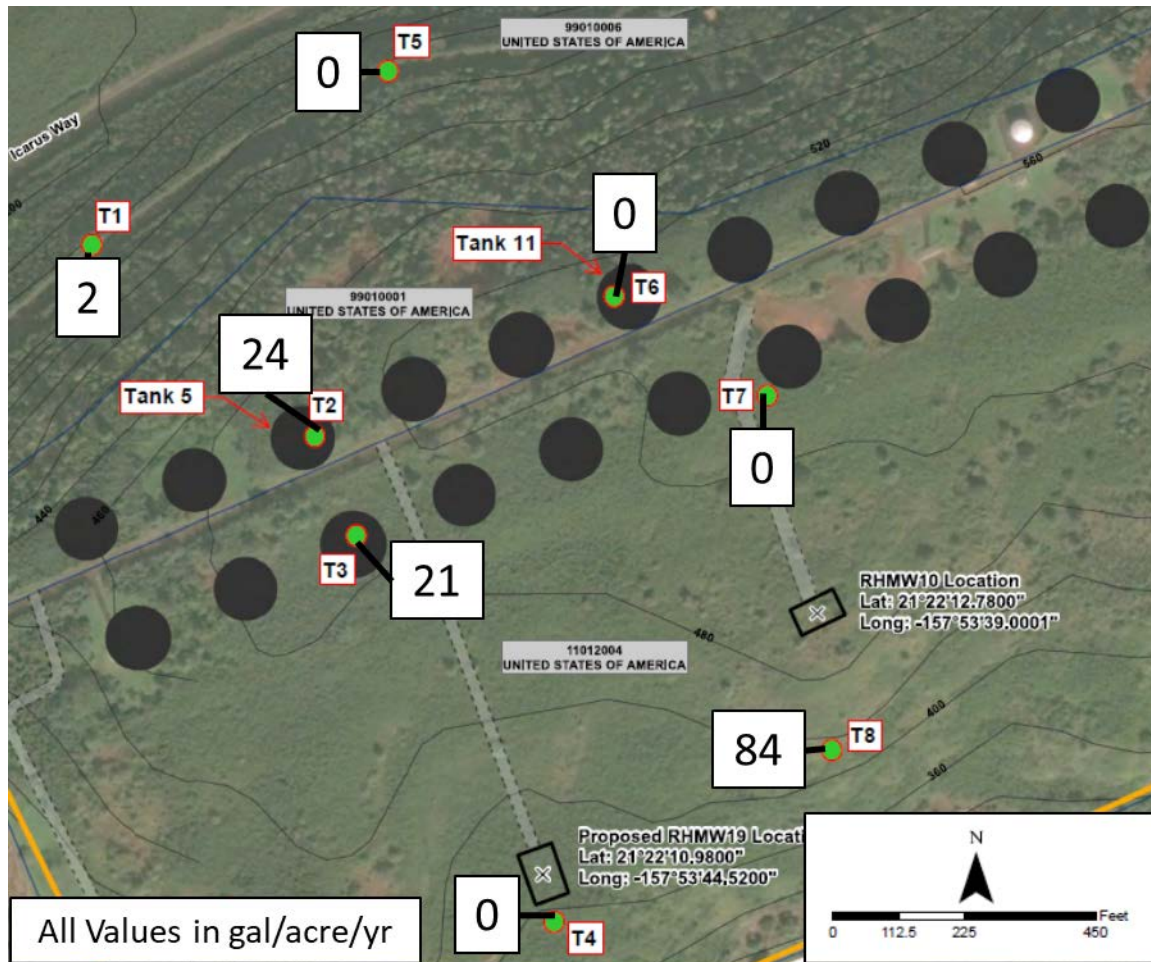 99010006
UNITED STATES OF AMERICA
T5
0
Icarus Way
520
560
T1
2
0
Tank 11
T6
99010001
UNITED STATES OF AMERICA
24
Tank 5
T2
T7
0
440
460
T3
21
RHMW10 Location
Lat: 21°22'12.7800"
Long: -157°53'39.0001"
480
11012004
UNITED STATES OF AMERICA
400
84
T8
360
Proposed RHMW19 Locati
Lat: 21°22'10.9800"
Long: -157°53'44.5200"
0
T4
All Values in gal/acre/yr
N
Feet
0 112.5 225 450